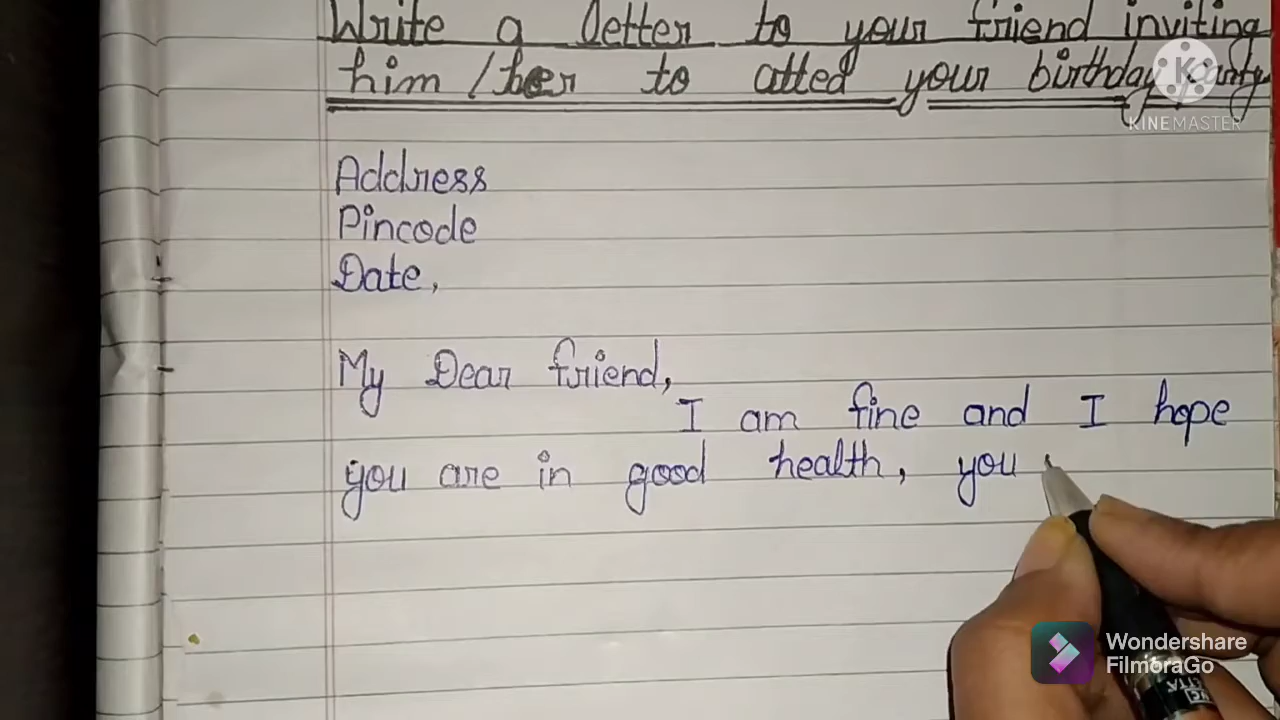 Write a letter to your friend inviting
him / her to atted your birthday party
KINEMASTER
Address
Pincode
Date,
My Dear friend,
I am fine and I hope
you are in good health, you
Wondershare
FilmoraGo